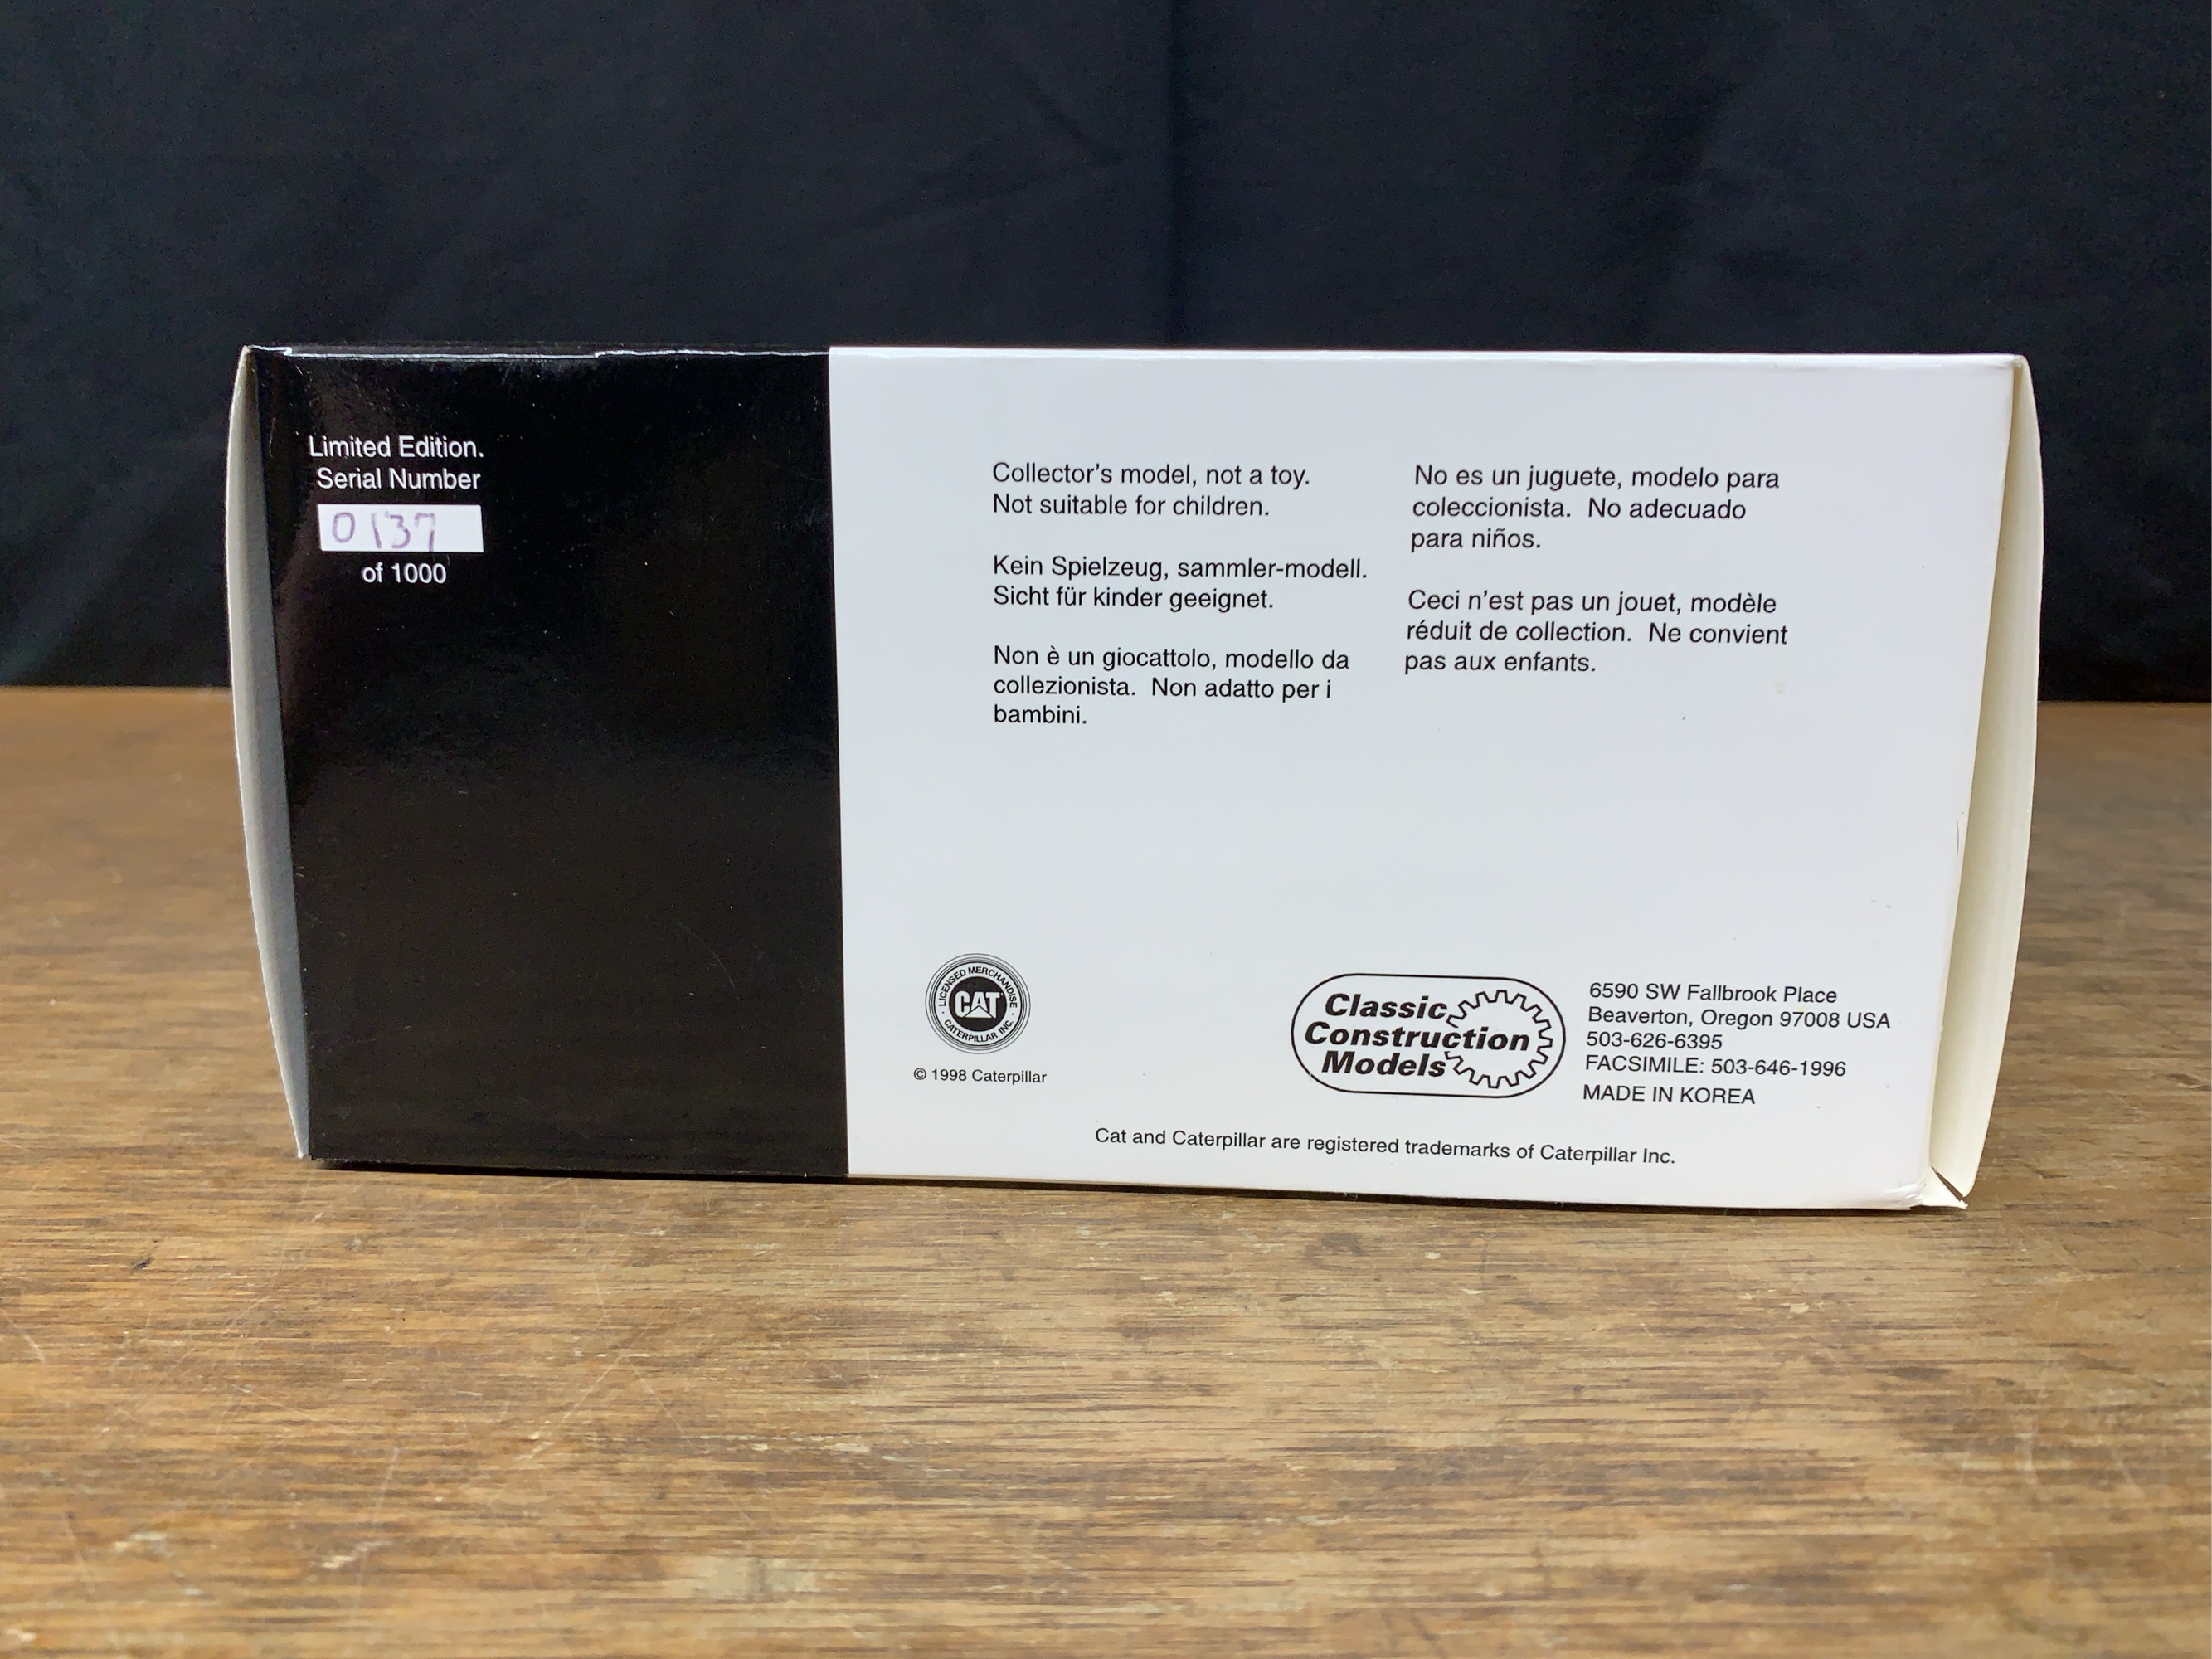 Limited Edition.
Serial Number
0137
of 1000
Collector's model, not a toy.
Not suitable for children.
Kein Spielzeug, sammler-modell.
Sicht für kinder geeignet.
Non è un giocattolo, modello da
collezionista.  Non adatto per i
bambini.
No es un juguete, modelo para
coleccionista.  No adecuado
para niños.
Ceci n'est pas un jouet, modèle
réduit de collection.  Ne convient
pas aux enfants.
LICENSED MERCHANDISE
CAT
CATERPILLAR INC.
© 1998 Caterpillar
Classic
Construction
Models
6590 SW Fallbrook Place
Beaverton, Oregon 97008 USA
503-626-6395
FACSIMILE: 503-646-1996
MADE IN KOREA
Cat and Caterpillar are registered trademarks of Caterpillar Inc.